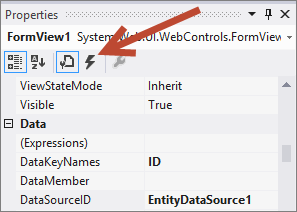 Properties
FormView1 System.Web.UI.WebControls.FormView
ViewStateMode Inherit
Visible True
Data
(Expressions)
DataKeyNames ID
DataMember
DataSourceID EntityDataSource1